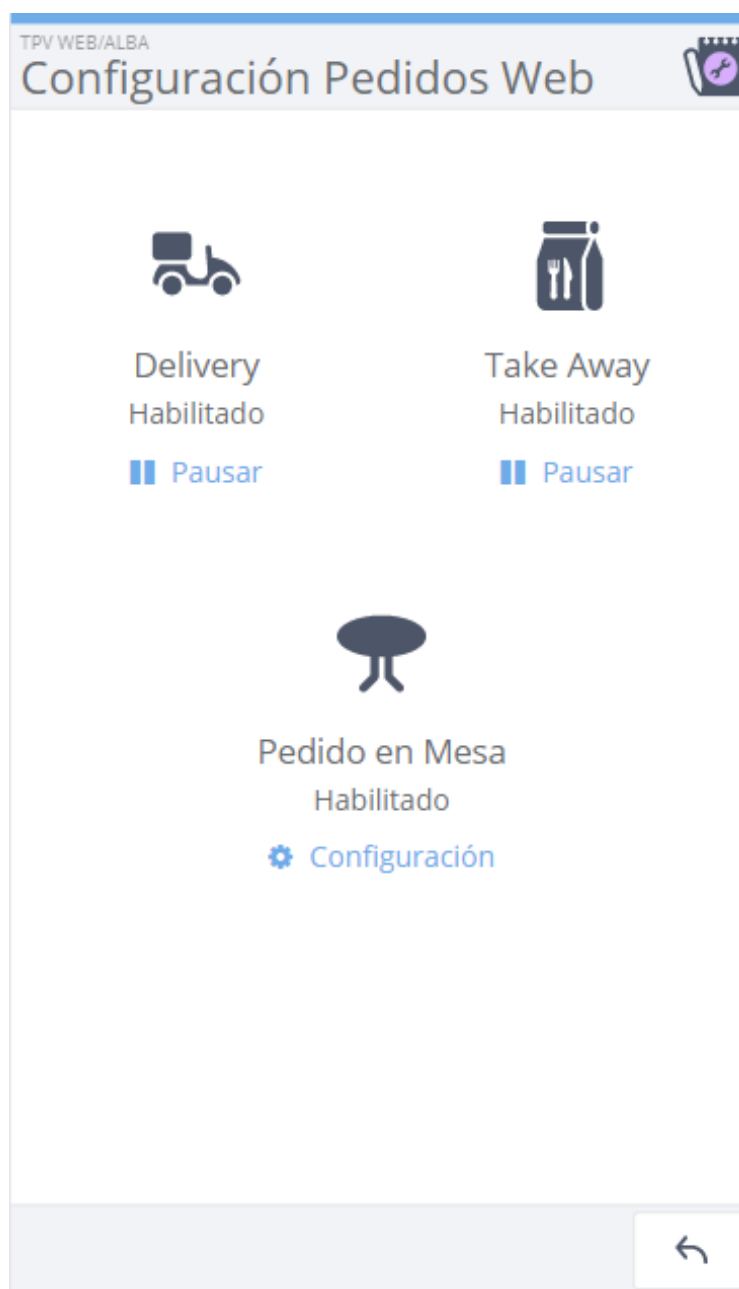 TPV WEB/ALBA
Configuración Pedidos Web
Delivery
Habilitado
Pausar
Take Away
Habilitado
Pausar
Pedido en Mesa
Habilitado
Configuración